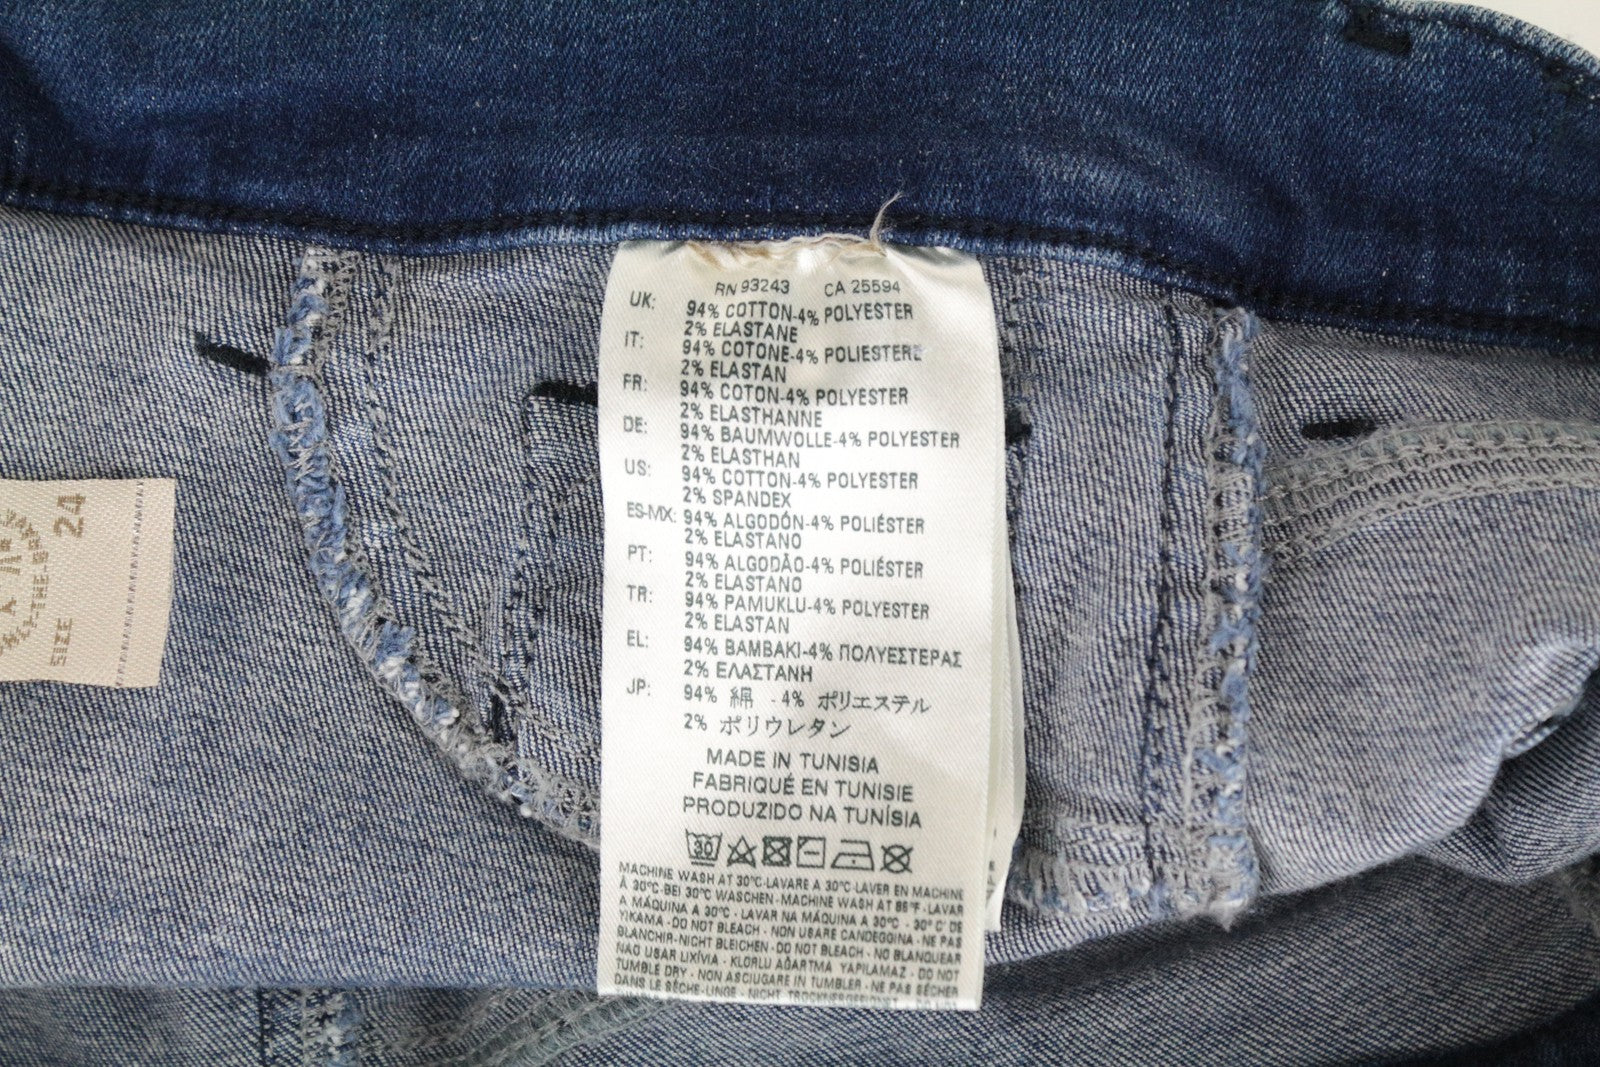 RN 93243 CA 25594
UK: 94% COTTON-4% POLYESTER
2% ELASTANE
IT: 94% COTONE-4% POLIESTERE
2% ELASTAN
FR: 94% COTON-4% POLYESTER
2% ELASTHANNE
DE: 94% BAUMWOLLE-4% POLYESTER
2% ELASTHAN
US: 94% COTTON-4% POLYESTER
2% SPANDEX
ES-MX: 94% ALGODÓN-4% POLIÉSTER
2% ELASTANO
PT: 94% ALGODÃO-4% POLIÉSTER
2% ELASTANO
TR: 94% PAMUKLU-4% POLYESTER
2% ELASTAN
EL: 94% BAMBAKI-4% ΠΟΛΥΕΣΤΕΡΑΣ
2% ΕΛΑΣΤΑΝΗ
JP: 94% 綿 -4% ポリエステル
2% ポリウレタン
MADE IN TUNISIA
FABRIQUÉ EN TUNISIE
PRODUZIDO NA TUNÍSIA
30
MACHINE WASH AT 30°C-LAVARE A 30°C-LAVER EN MACHINE
À 30°C-BEI 30°C WASCHEN-MACHINE WASH AT 86°F-LAVAR
A MÁQUINA A 30°C - LAVAR NA MÁQUINA A 30°C - 30° C' DE
YIKAMA-DO NOT BLEACH - NON USARE CANDEGGINA - NE PAS
BLANCHIR-NICHT BLEICHEN-DO NOT BLEACH - NO BLANQUEAR
NÃO USAR LIXÍVIA - KLORLU AĞARTMA YAPILAMAZ - DO NOT
TUMBLE DRY - NON ASCIUGARE IN TUMBLER - NE PAS SÉCHER
DANS LE SÈCHE-LINGE - NICHT TROCKNERGEEIGNET
SIZE 24